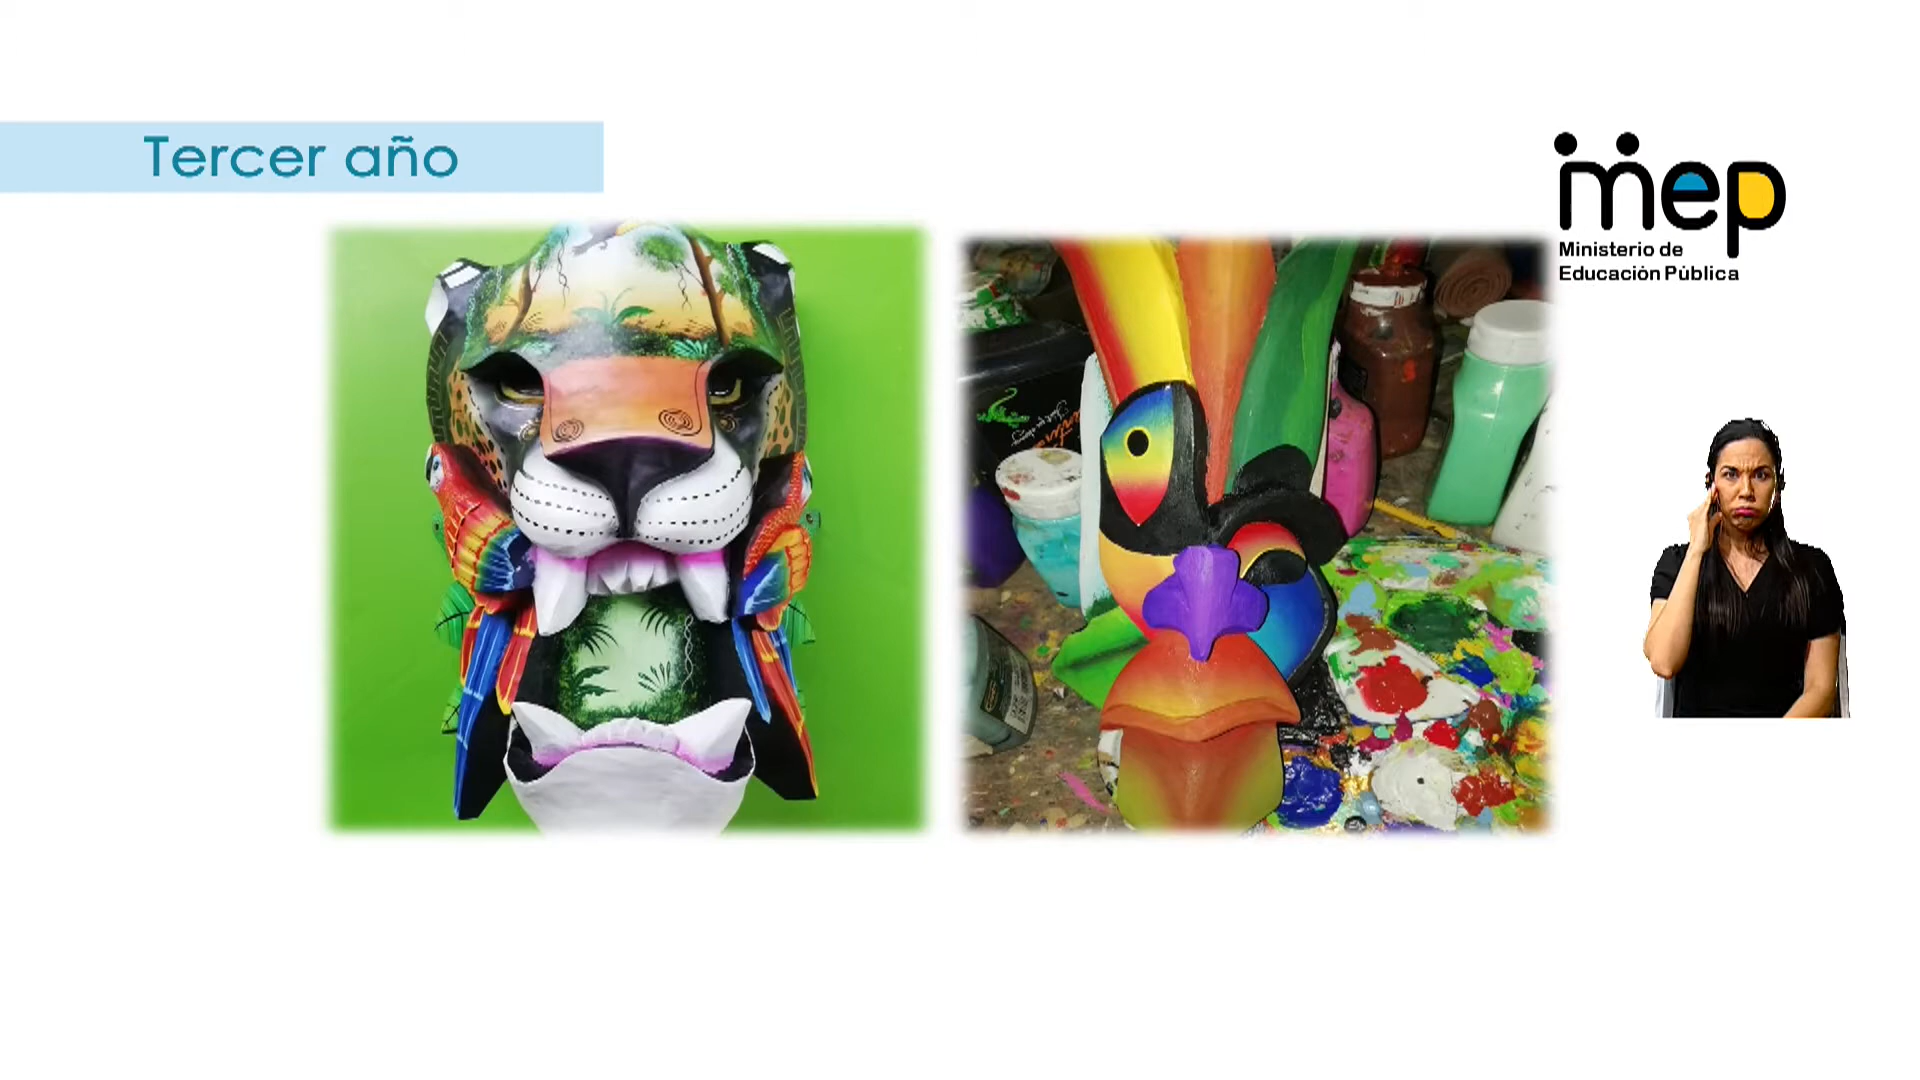 Tercer año
mep
Ministerio de
Educación Pública